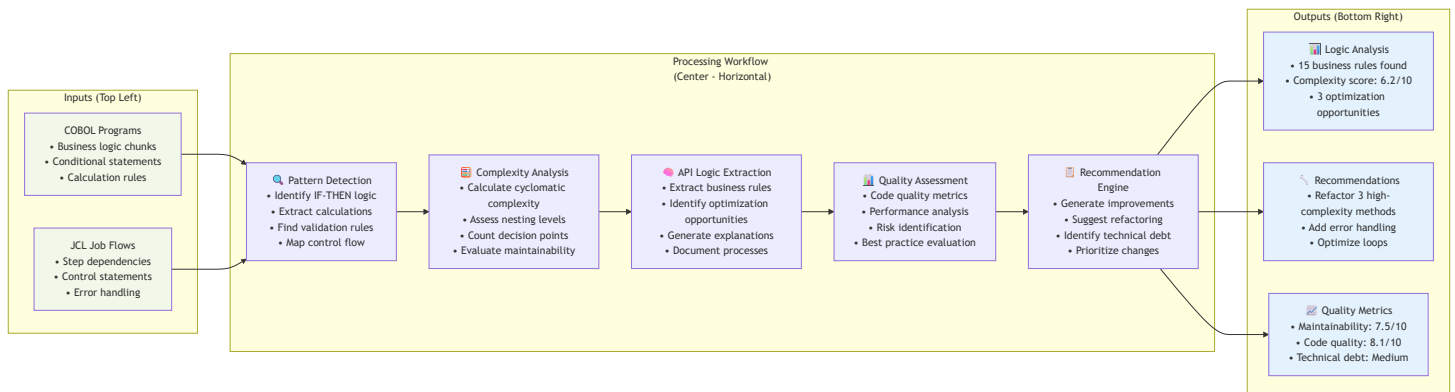 Inputs (Top Left)
COBOL Programs
• Business logic chunks
• Conditional statements
• Calculation rules
JCL Job Flows
• Step dependencies
• Control statements
• Error handling
Processing Workflow
(Center - Horizontal)
🔍 Pattern Detection
• Identify IF-THEN logic
• Extract calculations
• Find validation rules
• Map control flow
🧮 Complexity Analysis
• Calculate cyclomatic
complexity
• Assess nesting levels
• Count decision points
• Evaluate maintainability
🧠 API Logic Extraction
• Extract business rules
• Identify optimization
opportunities
• Generate explanations
• Document processes
📊 Quality Assessment
• Code quality metrics
• Performance analysis
• Risk identification
• Best practice evaluation
📋 Recommendation
Engine
• Generate improvements
• Suggest refactoring
• Identify technical debt
• Prioritize changes
Outputs (Bottom Right)
📊 Logic Analysis
• 15 business rules found
• Complexity score: 6.2/10
• 3 optimization
opportunities
🔧 Recommendations
• Refactor 3 high-
complexity methods
• Add error handling
• Optimize loops
📈 Quality Metrics
• Maintainability: 7.5/10
• Code quality: 8.1/10
• Technical debt: Medium